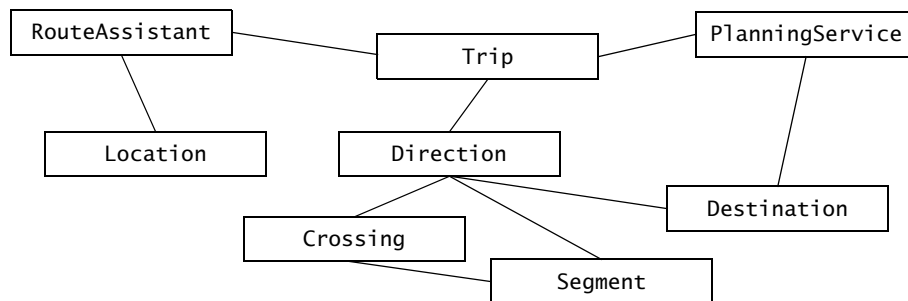 RouteAssistant
PlanningService
Trip
Location
Direction
Destination
Crossing
Segment